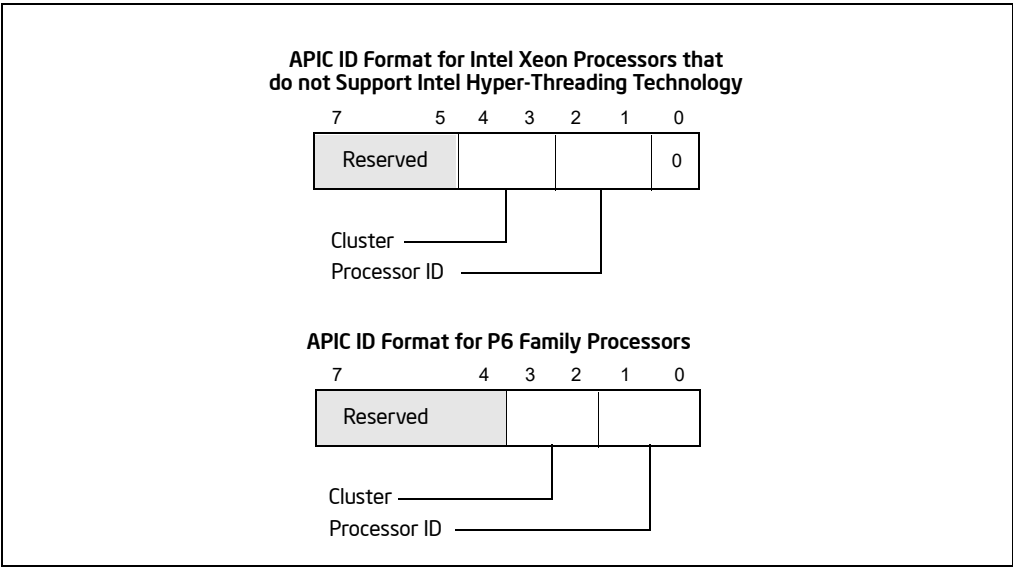 APIC ID Format for Intel Xeon Processors that
do not Support Intel Hyper-Threading Technology
7 5 4 3 2 1 0
Reserved 0
Cluster
Processor ID
APIC ID Format for P6 Family Processors
7 4 3 2 1 0
Reserved
Cluster
Processor ID